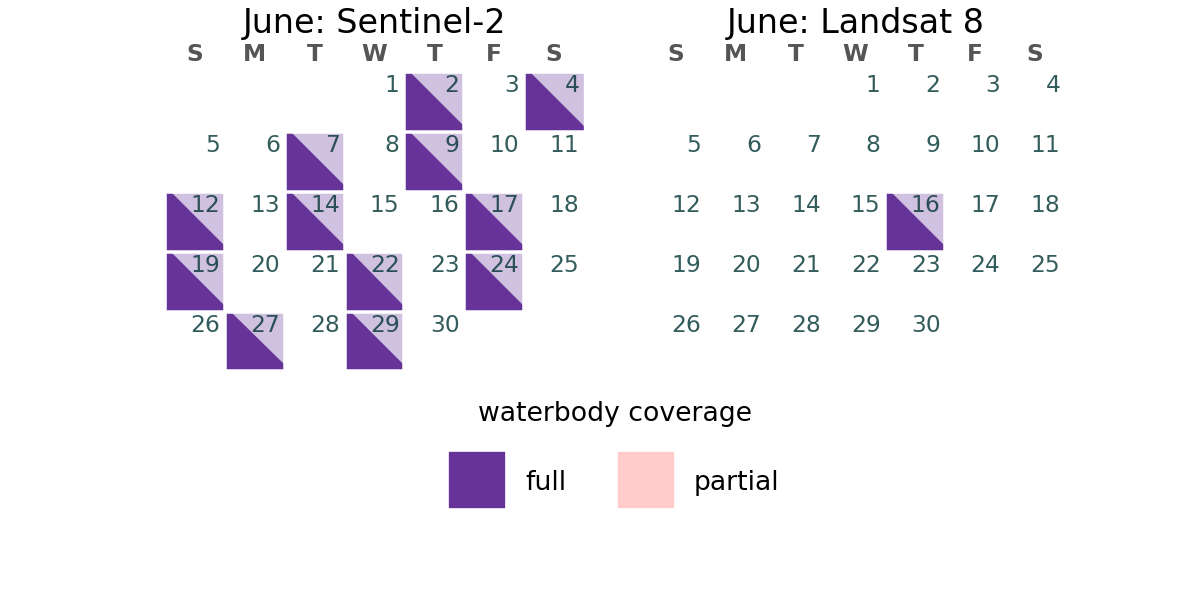 June: Sentinel-2
S M T W T F S
1 2 3 4
5 6 7 8 9 10 11
12 13 14 15 16 17 18
19 20 21 22 23 24 25
26 27 28 29 30
June: Landsat 8
S M T W T F S
1 2 3 4
5 6 7 8 9 10 11
12 13 14 15 16 17 18
19 20 21 22 23 24 25
26 27 28 29 30
waterbody coverage
full partial